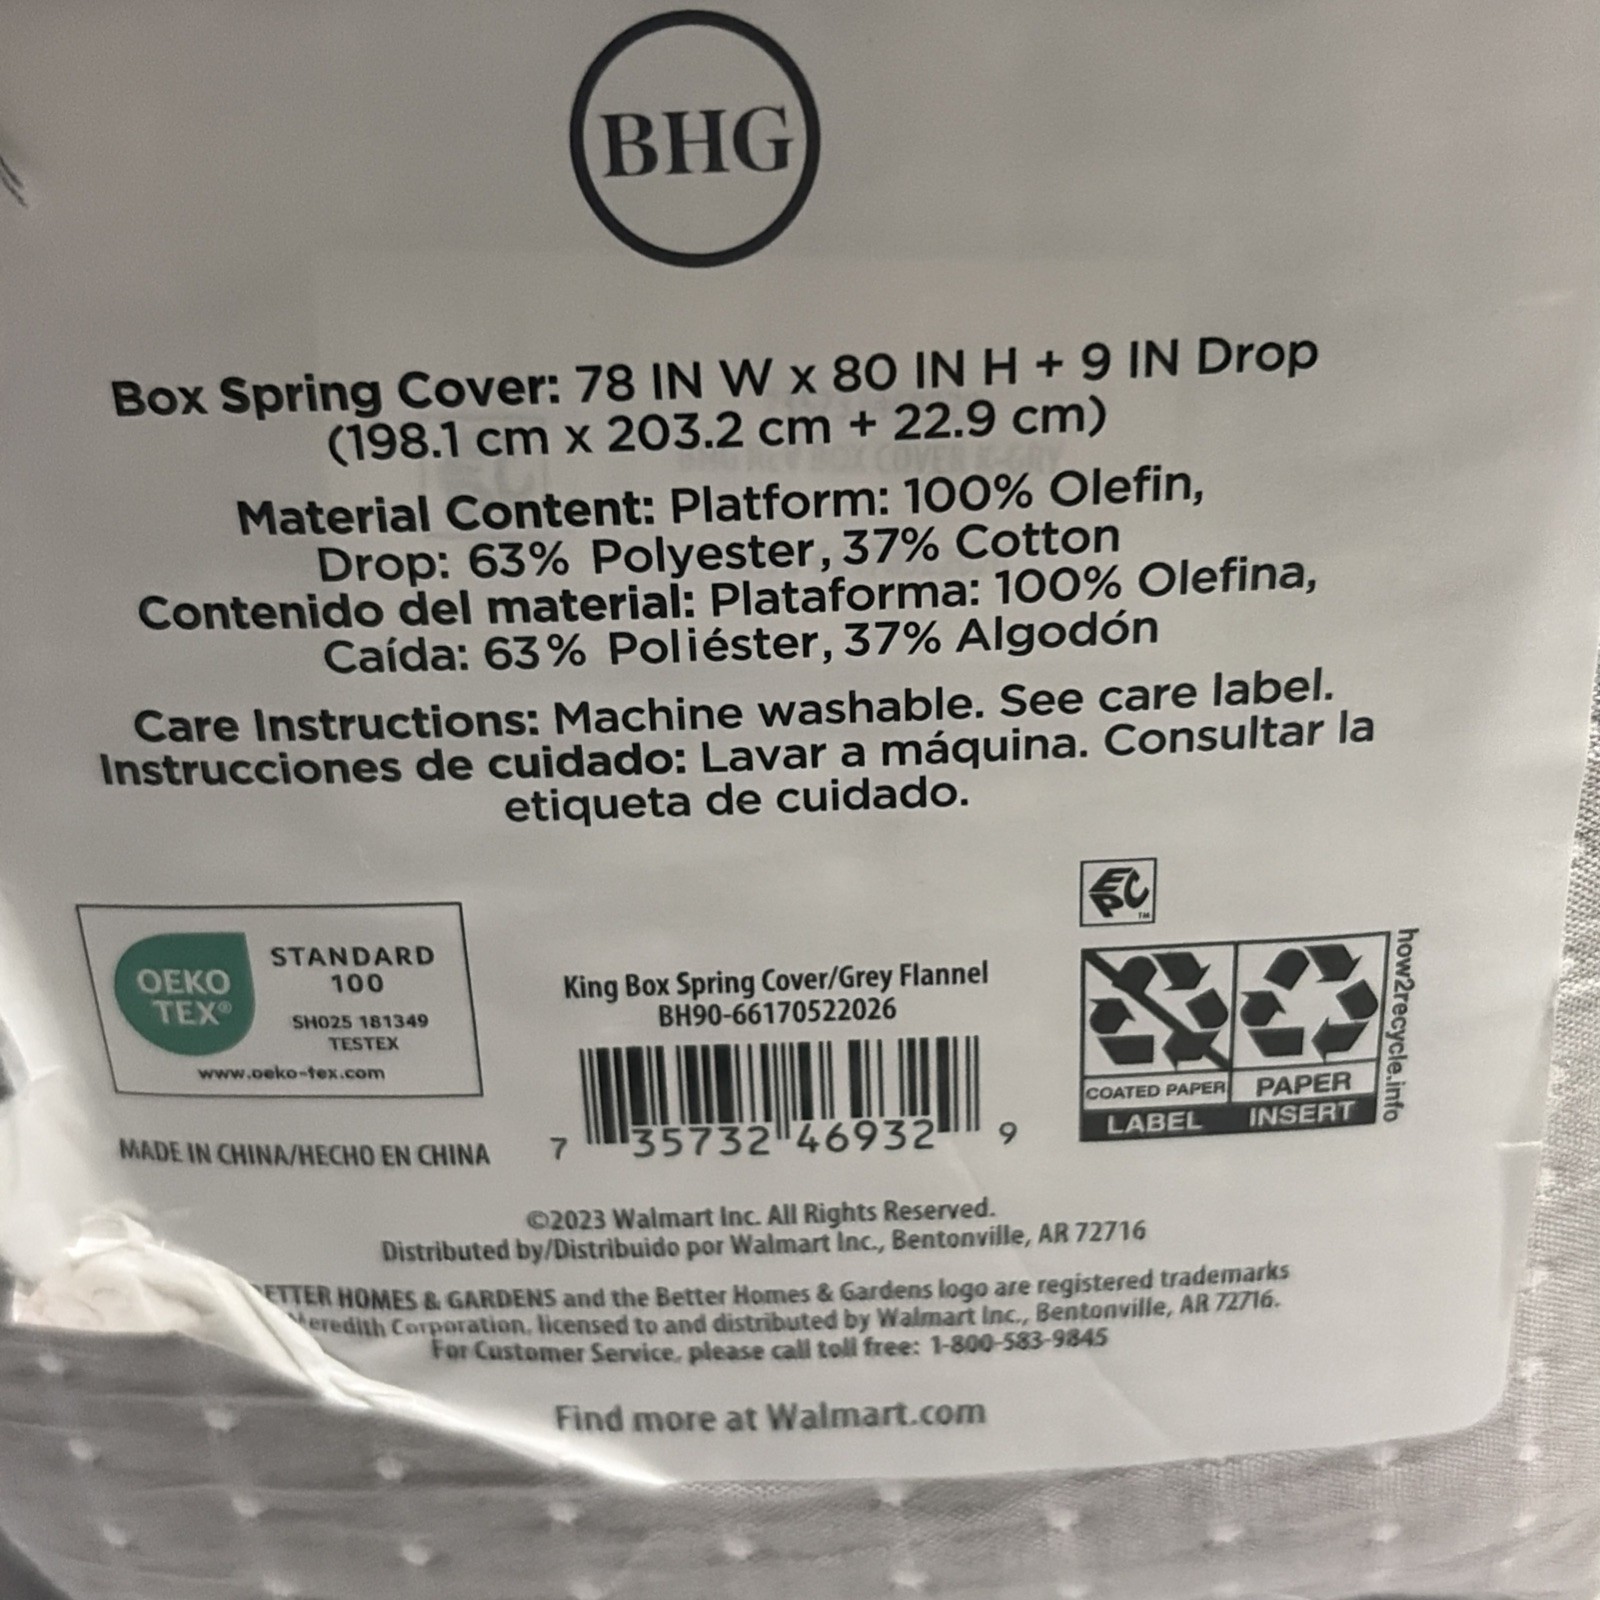 BHG
Box Spring Cover: 78 IN W x 80 IN H + 9 IN Drop
(198.1 cm x 203.2 cm + 22.9 cm)
Material Content: Platform: 100% Olefin,
Drop: 63% Polyester, 37% Cotton
Contenido del material: Plataforma: 100% Olefina,
Caída: 63% Poliéster, 37% Algodón
Care Instructions: Machine washable. See care label.
Instrucciones de cuidado: Lavar a máquina. Consultar la
etiqueta de cuidado.
OEKO
TEX®
STANDARD
100
SH025 181349
TESTEX
www.oeko-tex.com
MADE IN CHINA/HECHO EN CHINA
King Box Spring Cover/Grey Flannel
BH90-66170522026
7 35732 46932 9
EPC
TM
COATED PAPER
LABEL
PAPER
INSERT
how2recycle.info
©2023 Walmart Inc. All Rights Reserved.
Distributed by/Distribuido por Walmart Inc., Bentonville, AR 72716
ETTER HOMES & GARDENS and the Better Homes & Gardens logo are registered trademarks
eredith Corporation, licensed to and distributed by Walmart Inc., Bentonville, AR 72716.
For Customer Service, please call toll free: 1-800-583-9845
Find more at Walmart.com